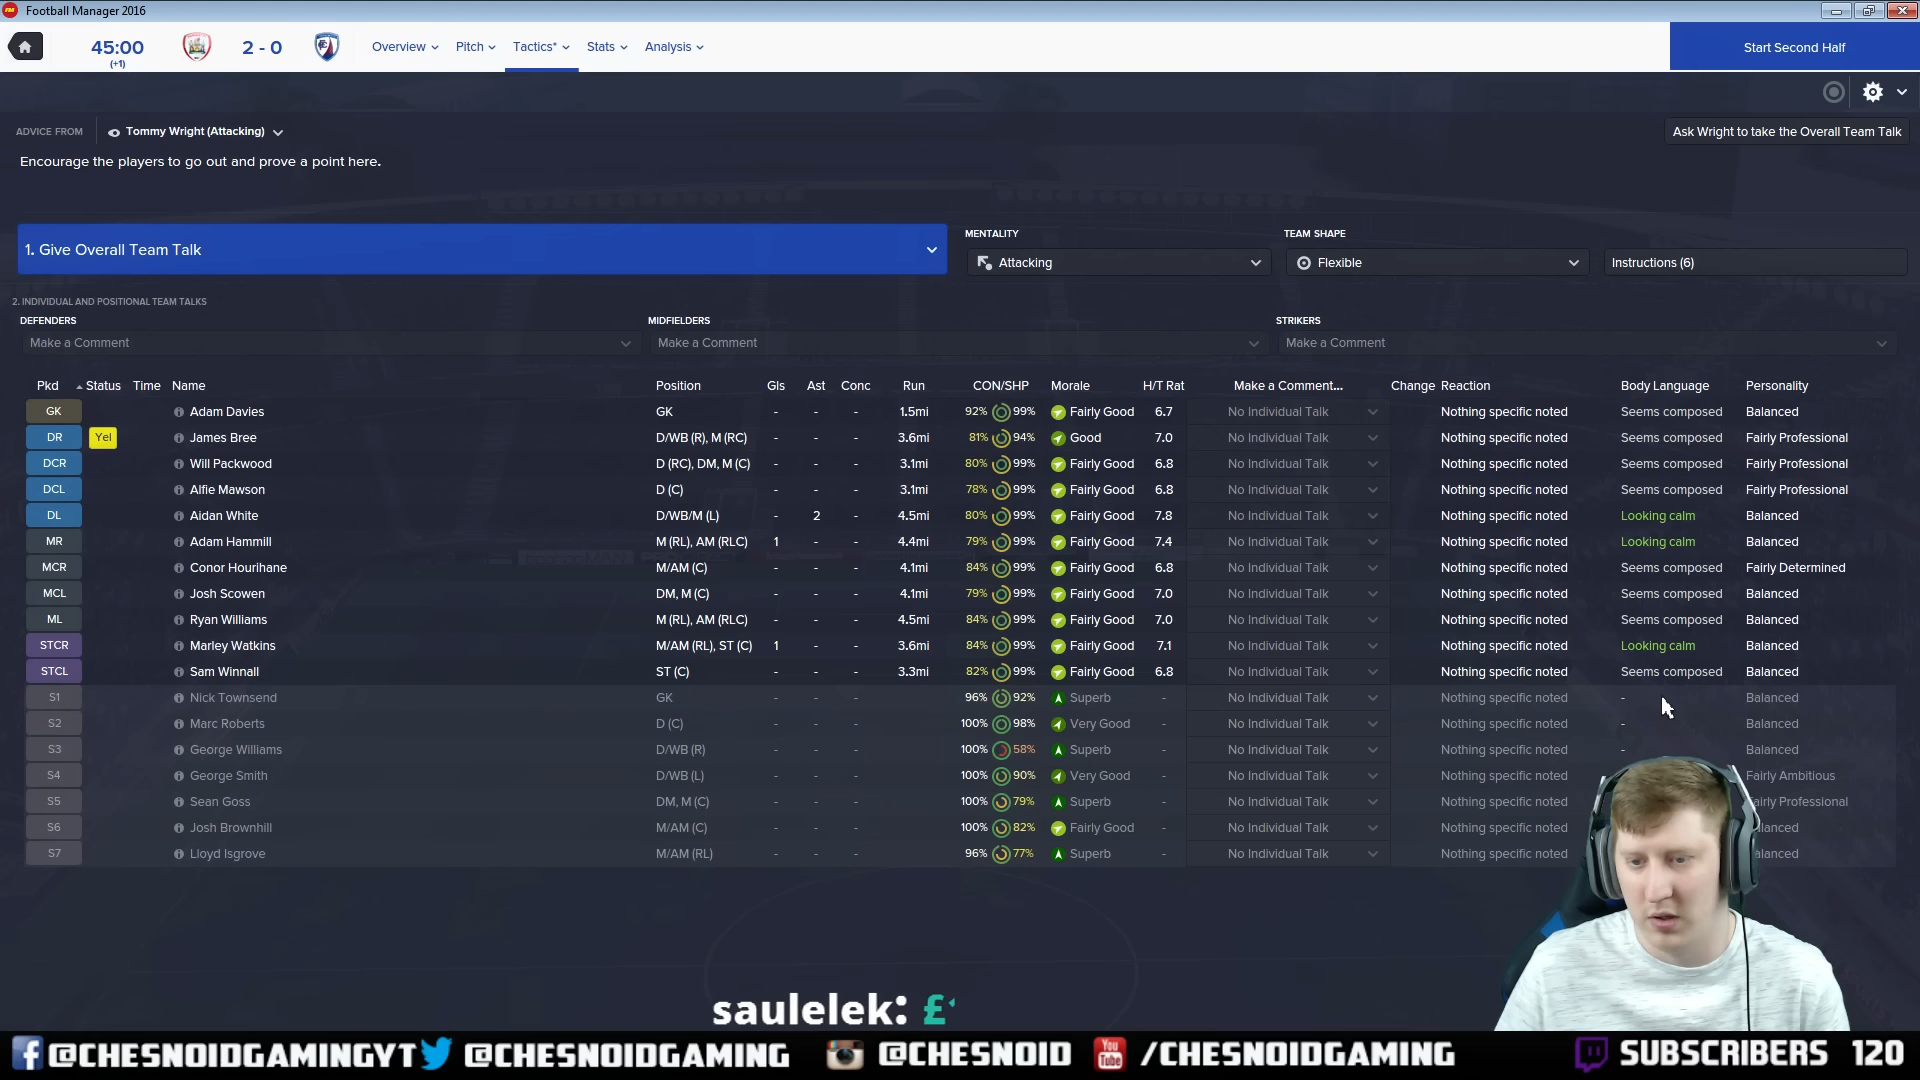 Football Manager 2016
45:00
(+1)
2 - 0
Overview
Pitch
Tactics*
Stats
Analysis
Start Second Half
ADVICE FROM
Tommy Wright (Attacking)
Ask Wright to take the Overall Team Talk
Encourage the players to go out and prove a point here.
1. Give Overall Team Talk
MENTALITY
Attacking
TEAM SHAPE
Flexible
Instructions (6)
2. INDIVIDUAL AND POSITIONAL TEAM TALKS
DEFENDERS MIDFIELDERS STRIKERS
Make a Comment Make a Comment Make a Comment
Pkd Status Time Name Position Gls Ast Conc Run CON/SHP Morale H/T Rat Make a Comment... Change Reaction Body Language Personality
GK Adam Davies GK - - - 1.5mi 92% 99% Fairly Good 6.7 No Individual Talk Nothing specific noted Seems composed Balanced
DR Yel James Bree D/WB (R), M (RC) - - - 3.6mi 81% 94% Good 7.0 No Individual Talk Nothing specific noted Seems composed Fairly Professional
DCR Will Packwood D (RC), DM, M (C) - - - 3.1mi 80% 99% Fairly Good 6.8 No Individual Talk Nothing specific noted Seems composed Fairly Professional
DCL Alfie Mawson D (C) - - - 3.1mi 78% 99% Fairly Good 6.8 No Individual Talk Nothing specific noted Seems composed Fairly Professional
DL Aidan White D/WB/M (L) - 2 - 4.5mi 80% 99% Fairly Good 7.8 No Individual Talk Nothing specific noted Looking calm Balanced
MR Adam Hammill M (RL), AM (RLC) 1 - - 4.4mi 79% 99% Fairly Good 7.4 No Individual Talk Nothing specific noted Looking calm Balanced
MCR Conor Hourihane M/AM (C) - - - 4.1mi 84% 99% Fairly Good 6.8 No Individual Talk Nothing specific noted Seems composed Fairly Determined
MCL Josh Scowen DM, M (C) - - - 4.1mi 79% 99% Fairly Good 7.0 No Individual Talk Nothing specific noted Seems composed Balanced
ML Ryan Williams M (RL), AM (RLC) - - - 4.5mi 84% 99% Fairly Good 7.0 No Individual Talk Nothing specific noted Seems composed Balanced
STCR Marley Watkins M/AM (RL), ST (C) 1 - - 3.6mi 84% 99% Fairly Good 7.1 No Individual Talk Nothing specific noted Looking calm Balanced
STCL Sam Winnall ST (C) - - - 3.3mi 82% 99% Fairly Good 6.8 No Individual Talk Nothing specific noted Seems composed Balanced
S1 Nick Townsend GK - - - 96% 92% Superb - No Individual Talk Nothing specific noted - Balanced
S2 Marc Roberts D (C) - - - 100% 98% Very Good - No Individual Talk Nothing specific noted - Balanced
S3 George Williams D/WB (R) - - - 100% 58% Superb - No Individual Talk Nothing specific noted - Balanced
S4 George Smith D/WB (L) - - - 100% 90% Very Good - No Individual Talk Nothing specific noted Fairly Ambitious
S5 Sean Goss DM, M (C) - - - 100% 79% Superb - No Individual Talk Nothing specific noted Fairly Professional
S6 Josh Brownhill M/AM (C) - - - 100% 82% Fairly Good - No Individual Talk Nothing specific noted alanced
S7 Lloyd Isgrove M/AM (RL) - - - 96% 77% Superb - No Individual Talk Nothing specific noted alanced
saulelek: £
@CHESNOIDGAMINGYT @CHESNOIDGAMING @CHESNOID You Tube /CHESNOIDGAMING SUBSCRIBERS 120